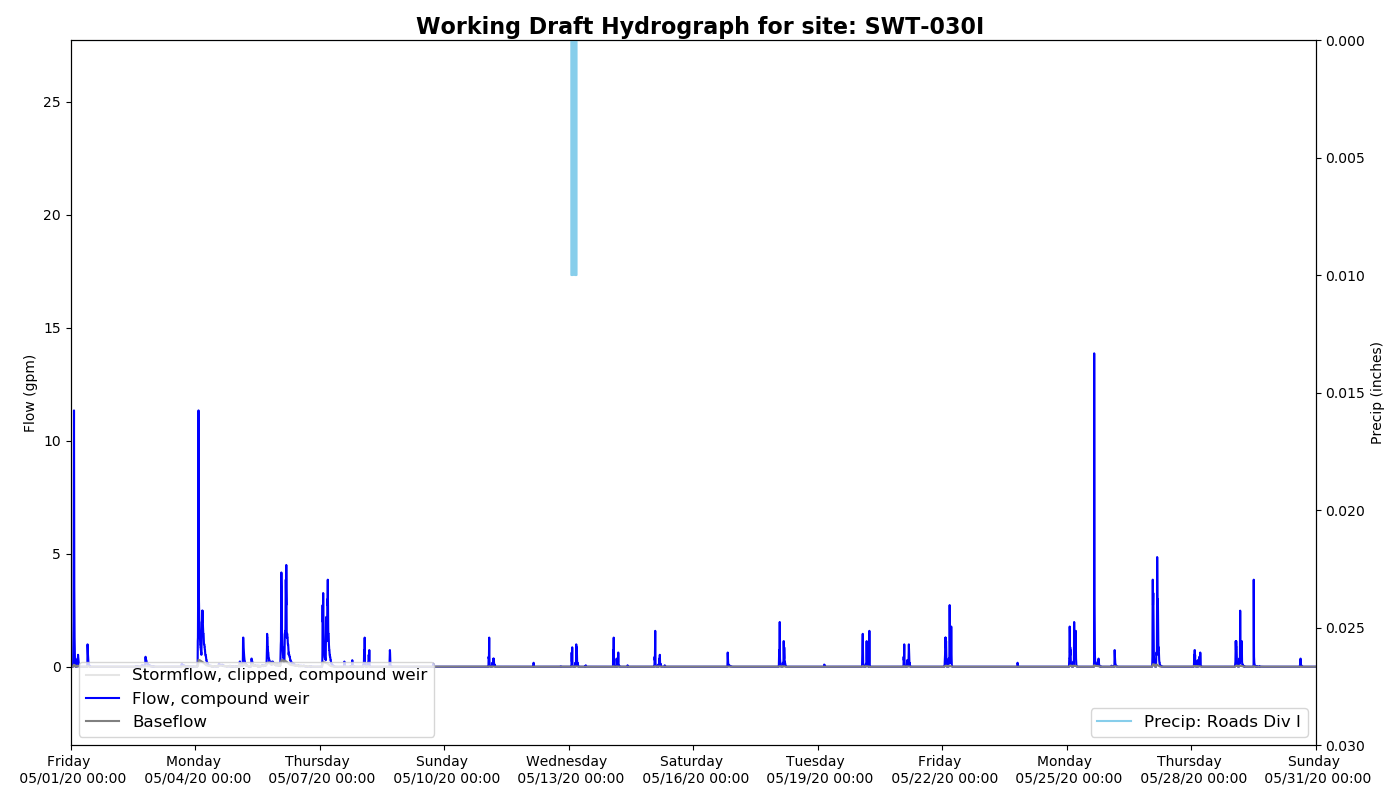 Working Draft Hydrograph for site: SWT-030I
25
20
15
10
5
0
Flow (gpm)
0.000
0.005
0.010
0.015
0.020
0.025
0.030
Precip (inches)
Stormflow, clipped, compound weir
Flow, compound weir
Baseflow
Precip: Roads Div I
Friday Monday Thursday Sunday Wednesday Saturday Tuesday Friday Monday Thursday Sunday
05/01/20 00:00 05/04/20 00:00 05/07/20 00:00 05/10/20 00:00 05/13/20 00:00 05/16/20 00:00 05/19/20 00:00 05/22/20 00:00 05/25/20 00:00 05/28/20 00:00 05/31/20 00:00